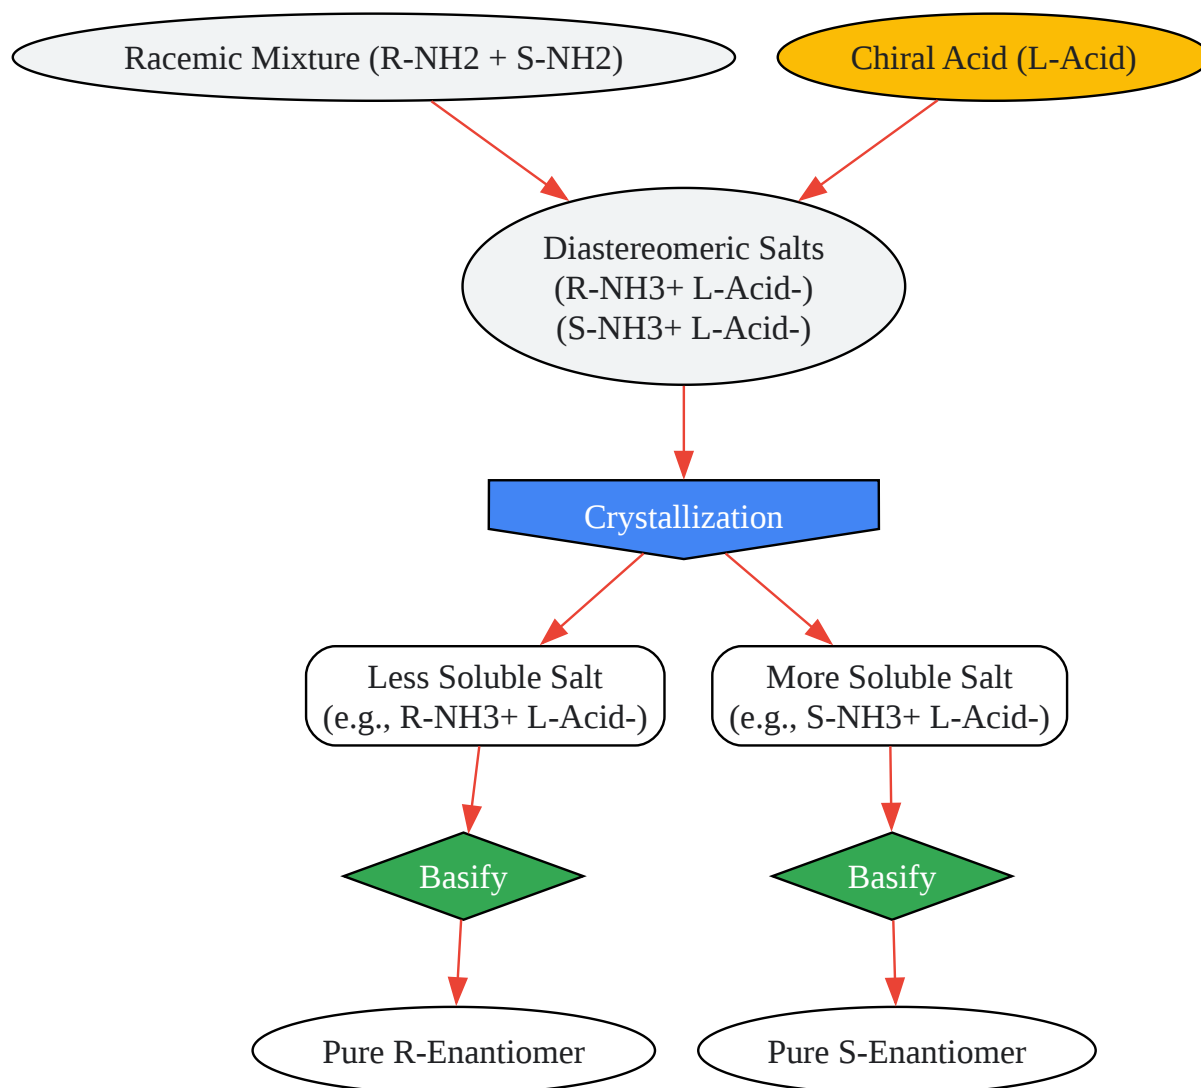 Racemic Mixture (R-NH2 + S-NH2)
Chiral Acid (L-Acid)
Diastereomeric Salts
(R-NH3+ L-Acid-)
(S-NH3+ L-Acid-)
Crystallization
Less Soluble Salt
(e.g., R-NH3+ L-Acid-)
More Soluble Salt
(e.g., S-NH3+ L-Acid-)
Basify
Basify
Pure R-Enantiomer
Pure S-Enantiomer